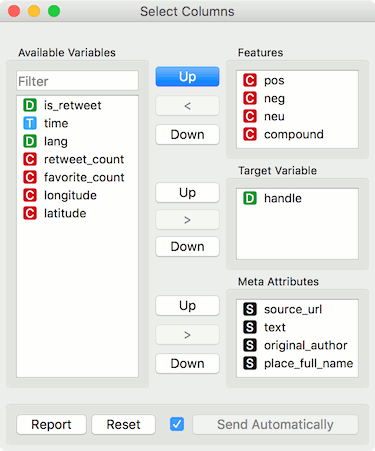 Select Columns
Available Variables
Filter
D is_retweet
T time
D lang
C retweet_count
C favorite_count
C longitude
C latitude
Up
<
Down
Features
C pos
C neg
C neu
C compound
Up
>
Down
Target Variable
D handle
Up
>
Down
Meta Attributes
S source_url
S text
S original_author
S place_full_name
Report
Reset
Send Automatically